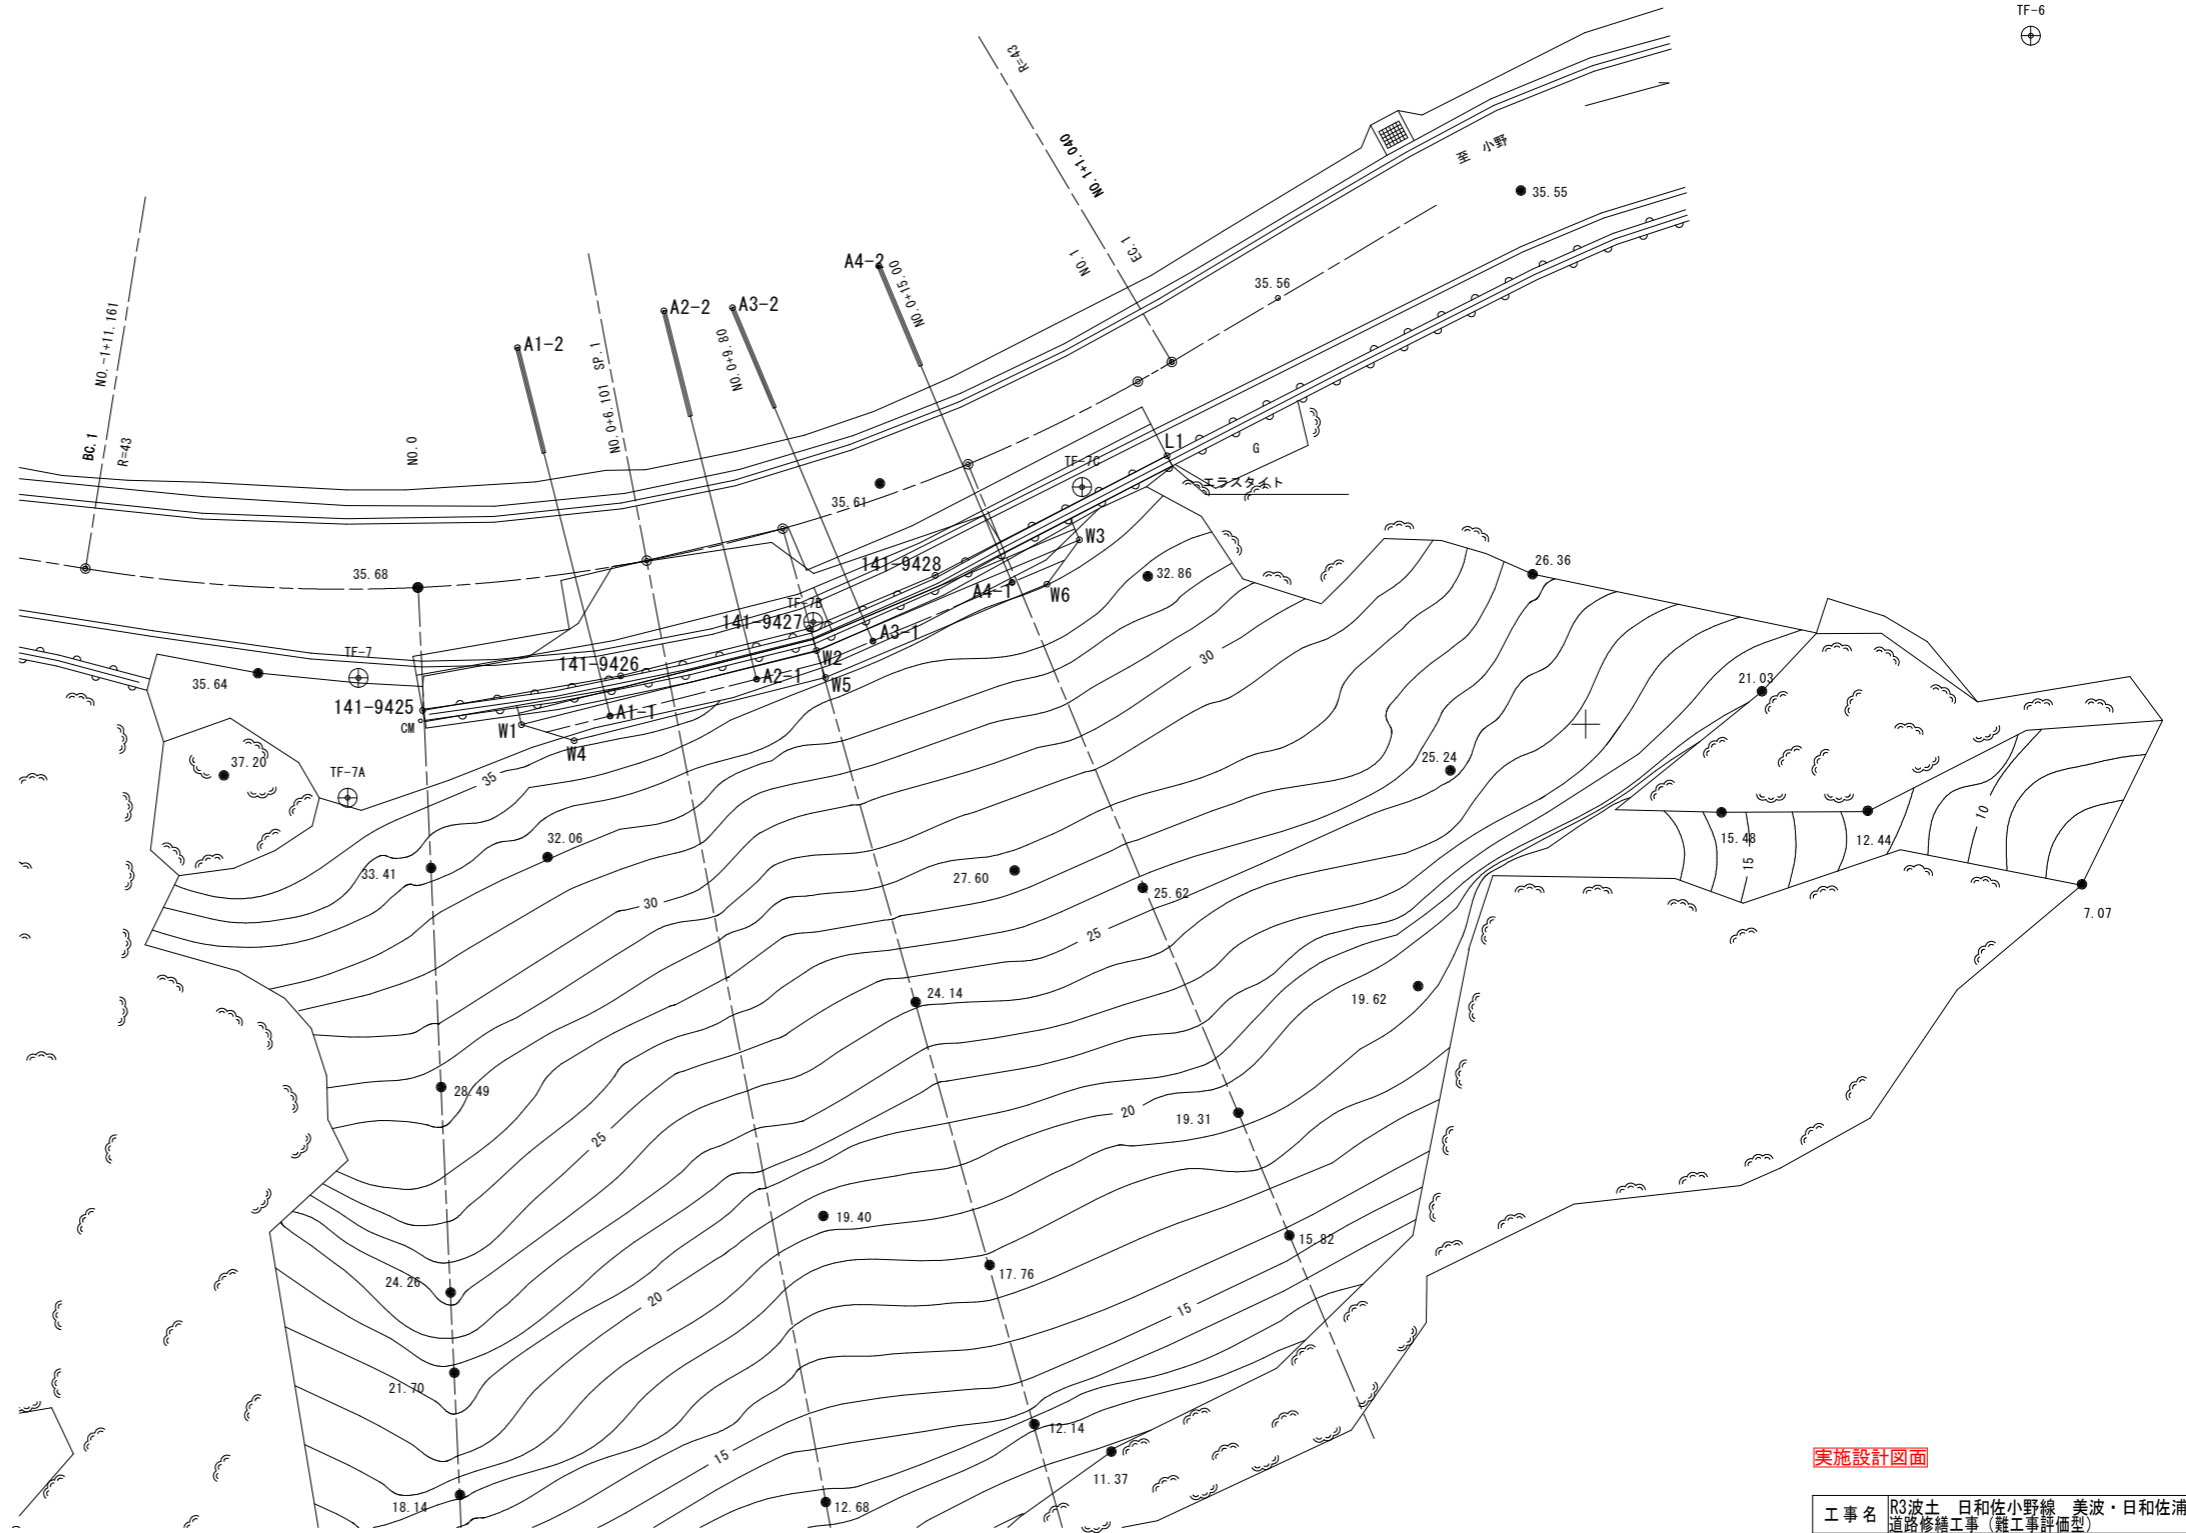 TF-6
R=43
NO.1+1.040
EC.1
NO.1
至 小野
35.55
35.56
A4-2
NO.0+15.00
A3-2
A2-2
NO.0+9.80
A1-2
SP.1
NO.0+6.101
NO.-1+11.161
BC.1
R=43
NO.0
L1
G
TF-7C
エラスタイト
35.61
W3
35.68
141-9428
A4-1
W6
32.86
26.36
TF-7B
141-9427
A3-1
W2
TF-7
141-9426
35.64
A2-1
W5
141-9425
CM
W1
A1-1
W4
30
21.03
37.20
TF-7A
35
25.24
32.06
33.41
27.60
25.62
15.48
12.44
10
15
30
25
7.07
24.14
19.62
28.49
25
20
19.31
19.40
15.82
24.26
20
17.76
15
21.70
15
12.14
11.37
18.14
12.68
実施設計図面
工事名
R3波土 日和佐小野線 美波・日和佐浦
道路修繕工事（難工事評価型）